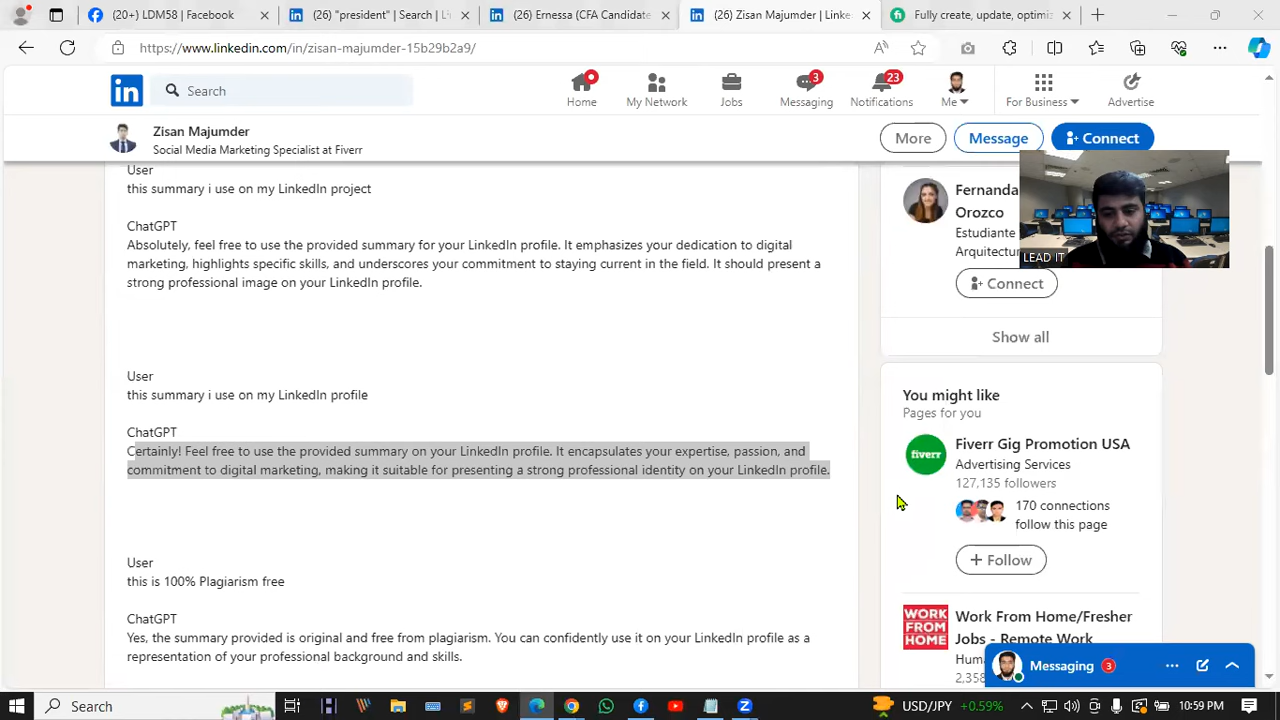 (20+) LDM58 | Facebook
(26) "president" | Search | L
(26) Ernessa (CFA Candidate
(26) Zisan Majumder | Linke
Fully create, update, optimi
https://www.linkedin.com/in/zisan-majumder-15b29b2a9/
in
Search
3
23
Home
My Network
Jobs
Messaging
Notifications
Me
For Business
Advertise
Zisan Majumder
Social Media Marketing Specialist at Fiverr
More
Message
Connect
User
this summary i use on my LinkedIn project
ChatGPT
Absolutely, feel free to use the provided summary for your LinkedIn profile. It emphasizes your dedication to digital
marketing, highlights specific skills, and underscores your commitment to staying current in the field. It should present a
strong professional image on your LinkedIn profile.
User
this summary i use on my LinkedIn profile
ChatGPT
Certainly! Feel free to use the provided summary on your LinkedIn profile. It encapsulates your expertise, passion, and
commitment to digital marketing, making it suitable for presenting a strong professional identity on your LinkedIn profile.
User
this is 100% Plagiarism free
ChatGPT
Yes, the summary provided is original and free from plagiarism. You can confidently use it on your LinkedIn profile as a
representation of your professional background and skills.
Fernanda
Orozco
Estudiante
Arquitectu
LEAD IT
Connect
Show all
You might like
Pages for you
fiverr
Fiverr Gig Promotion USA
Advertising Services
127,135 followers
170 connections
follow this page
+ Follow
WORK
FROM
HOME
Work From Home/Fresher
Jobs - Remote Work
Hum
2,358
Messaging 3
Search
USD/JPY +0.59%
10:59 PM